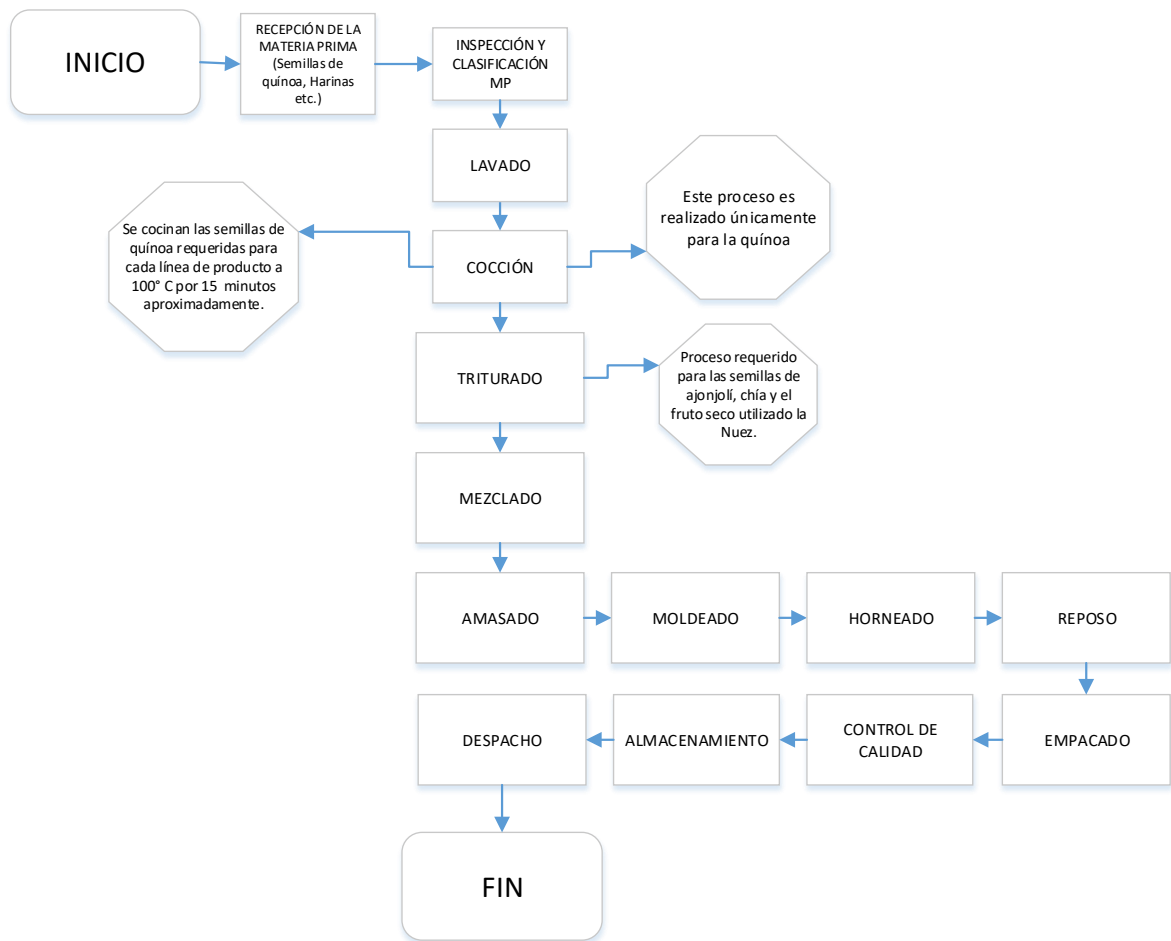 INICIO
RECEPCIÓN DE LA
MATERIA PRIMA
(Semillas de
quínoa, Harinas
etc.)
INSPECCIÓN Y
CLASIFICACIÓN
MP
LAVADO
Se cocinan las semillas de
quínoa requeridas para
cada línea de producto a
100° C por 15 minutos
aproximadamente.
COCCIÓN
Este proceso es
realizado únicamente
para la quínoa
TRITURADO
Proceso requerido
para las semillas de
ajonjolí, chía y el
fruto seco utilizado la
Nuez.
MEZCLADO
AMASADO
MOLDEADO
HORNEADO
REPOSO
DESPACHO
ALMACENAMIENTO
CONTROL DE
CALIDAD
EMPACADO
FIN